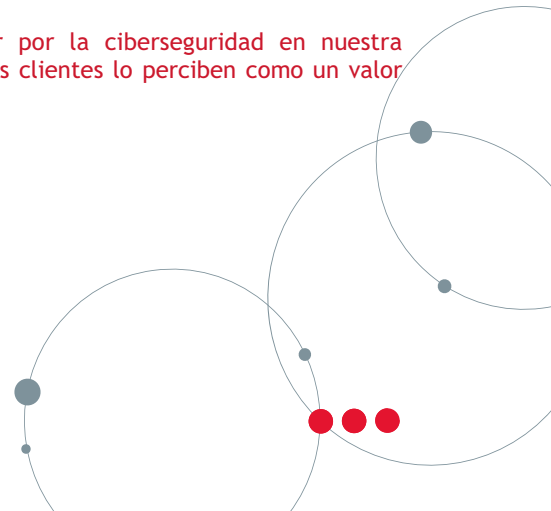 por la ciberseguridad en nuestra
clientes lo perciben como un valor